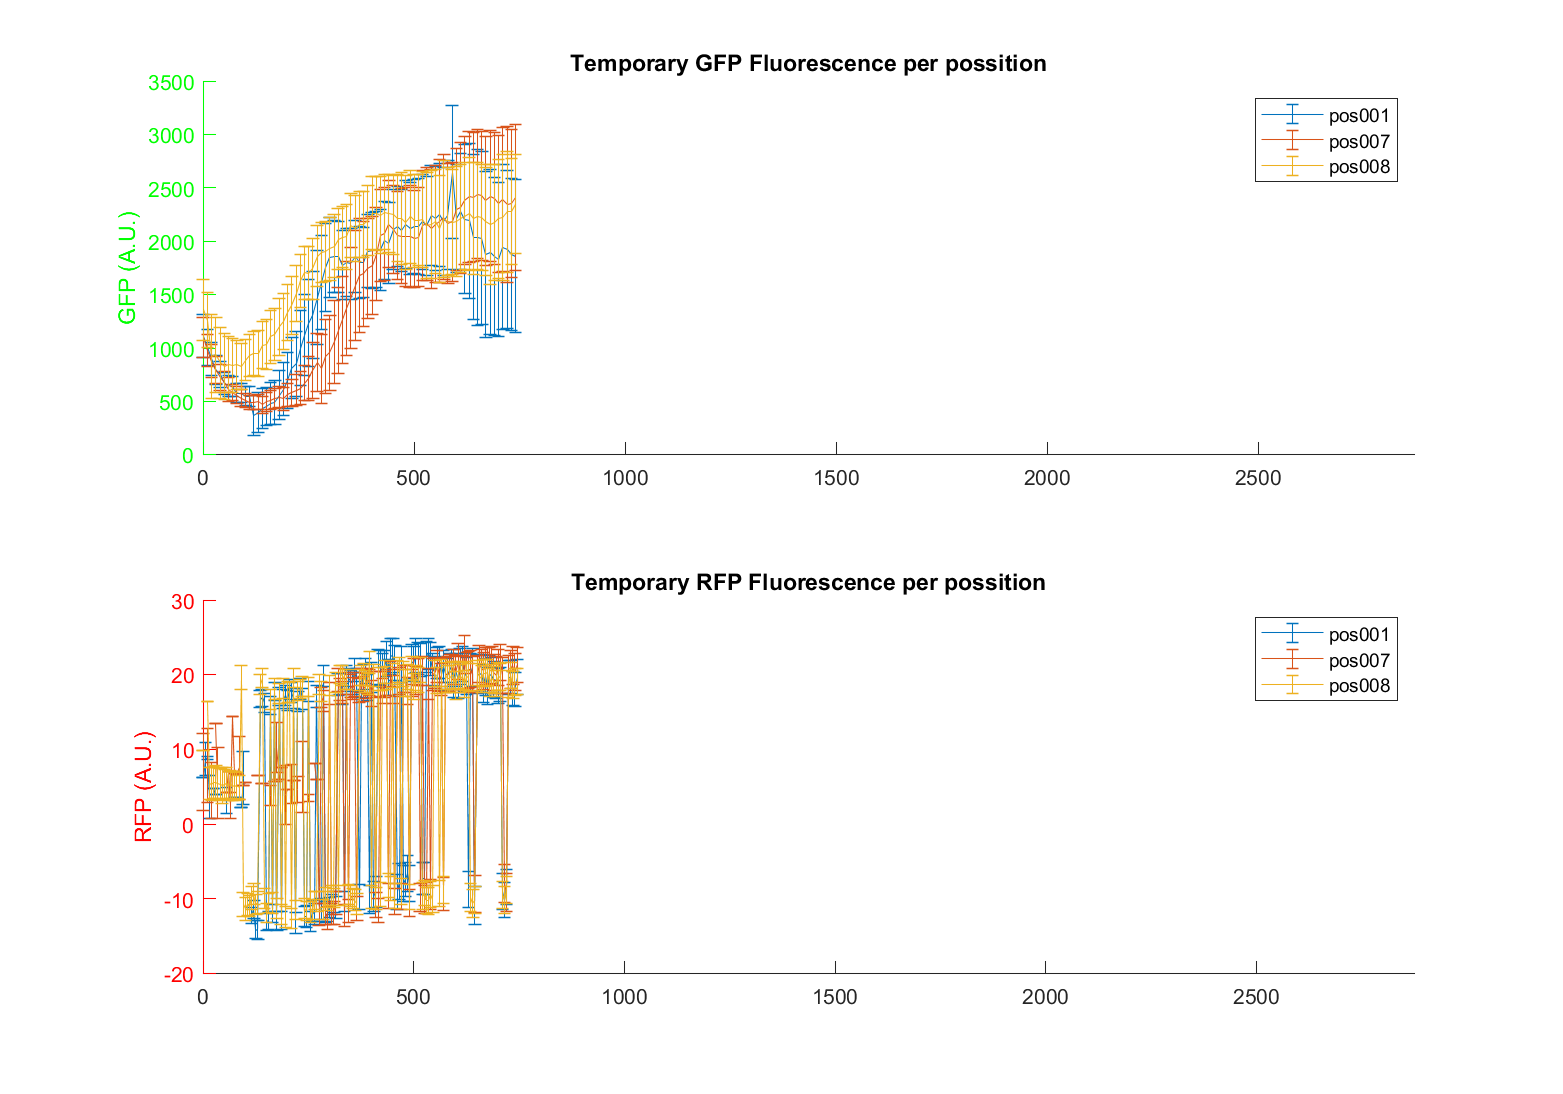 Temporary GFP Fluorescence per possition
3500
3000
2500
2000
1500
1000
500
0
GFP (A.U.)
0 500 1000 1500 2000 2500
pos001
pos007
pos008
Temporary RFP Fluorescence per possition
30
20
10
0
-10
-20
RFP (A.U.)
0 500 1000 1500 2000 2500
pos001
pos007
pos008